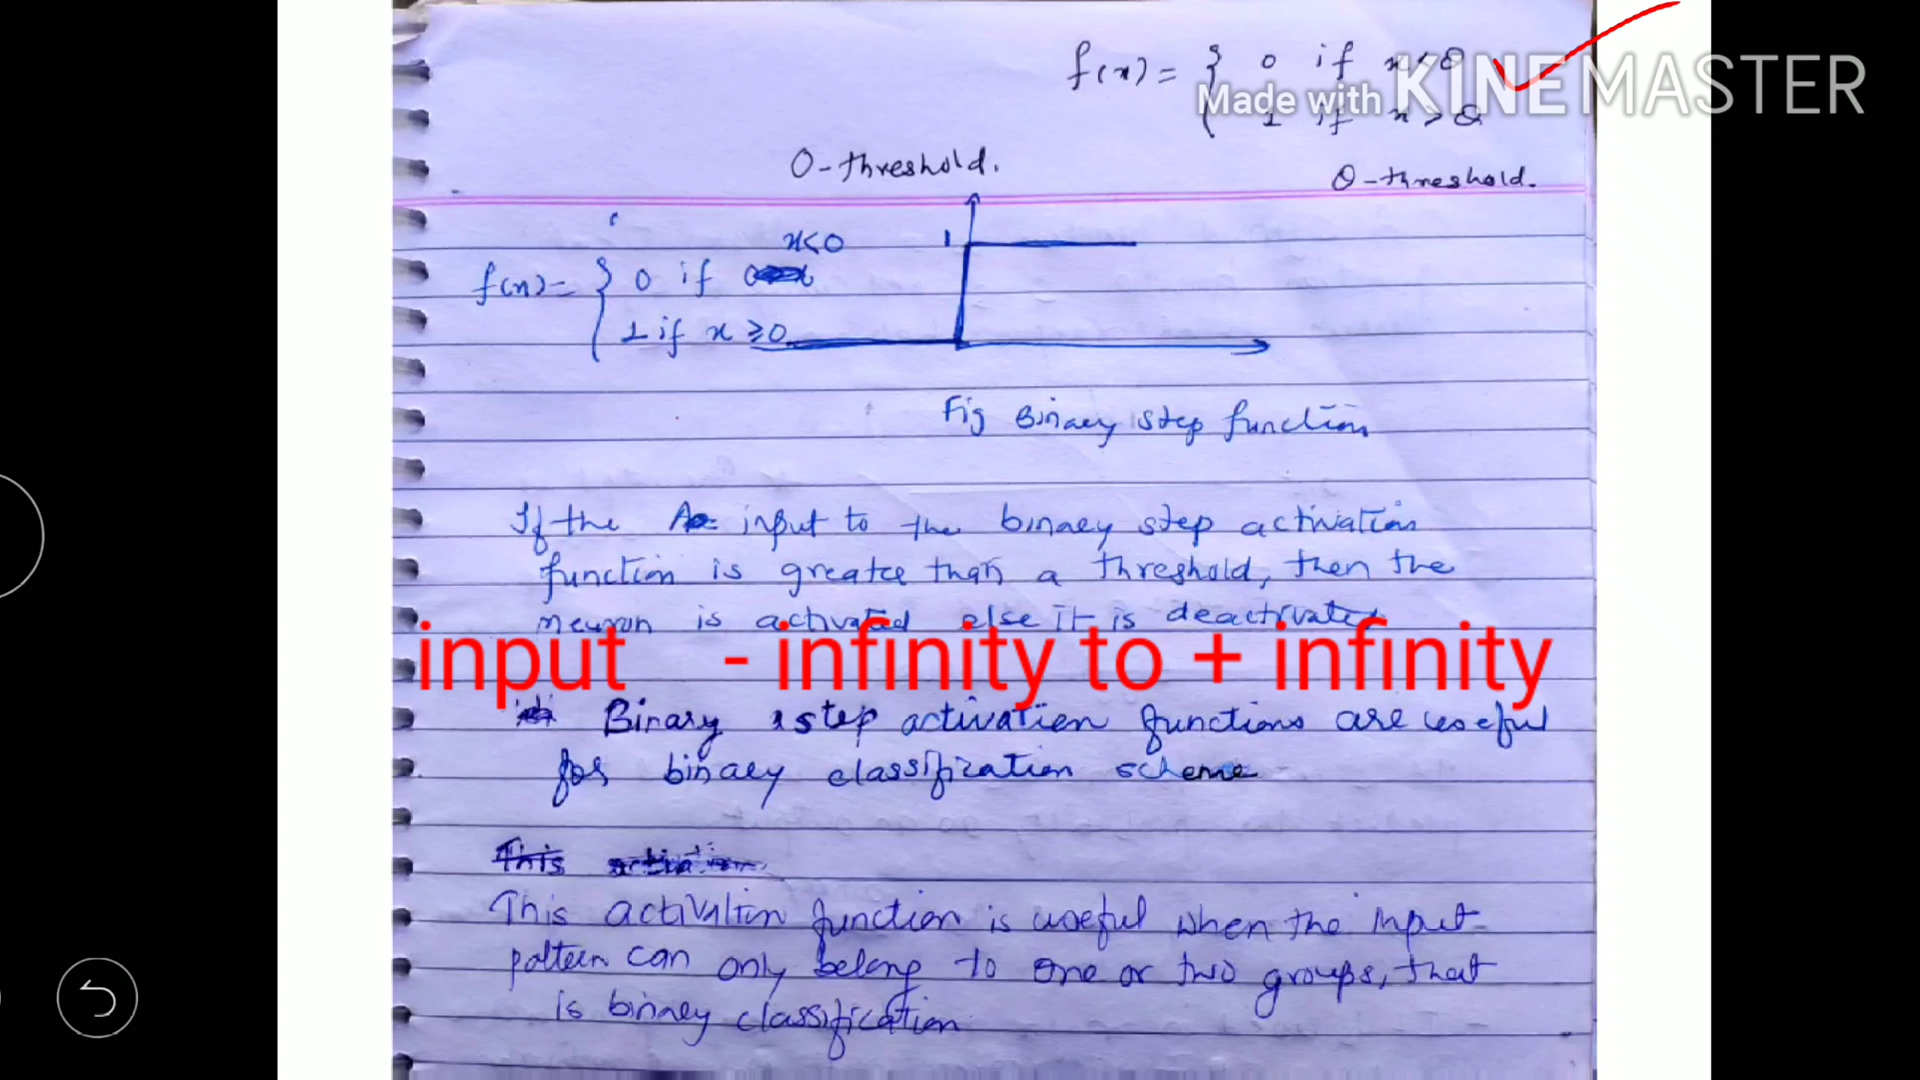 f(x) = { 0 if x < θ
Made with KINEMASTER
1 if x > θ
0-threshold.
θ-threshold.
x<0
1
f(x) = { 0 if
1 if x ≥0
Fig Binary step function
If the input to the binary step activation
function is greater than a threshold, then the
neuron is activated else it is deactivated
input - infinity to + infinity
Binary step activation functions are useful
for binary classification scheme
This
This activation function is useful when the input
pattern can only belong to one or two groups, that
is binary classification